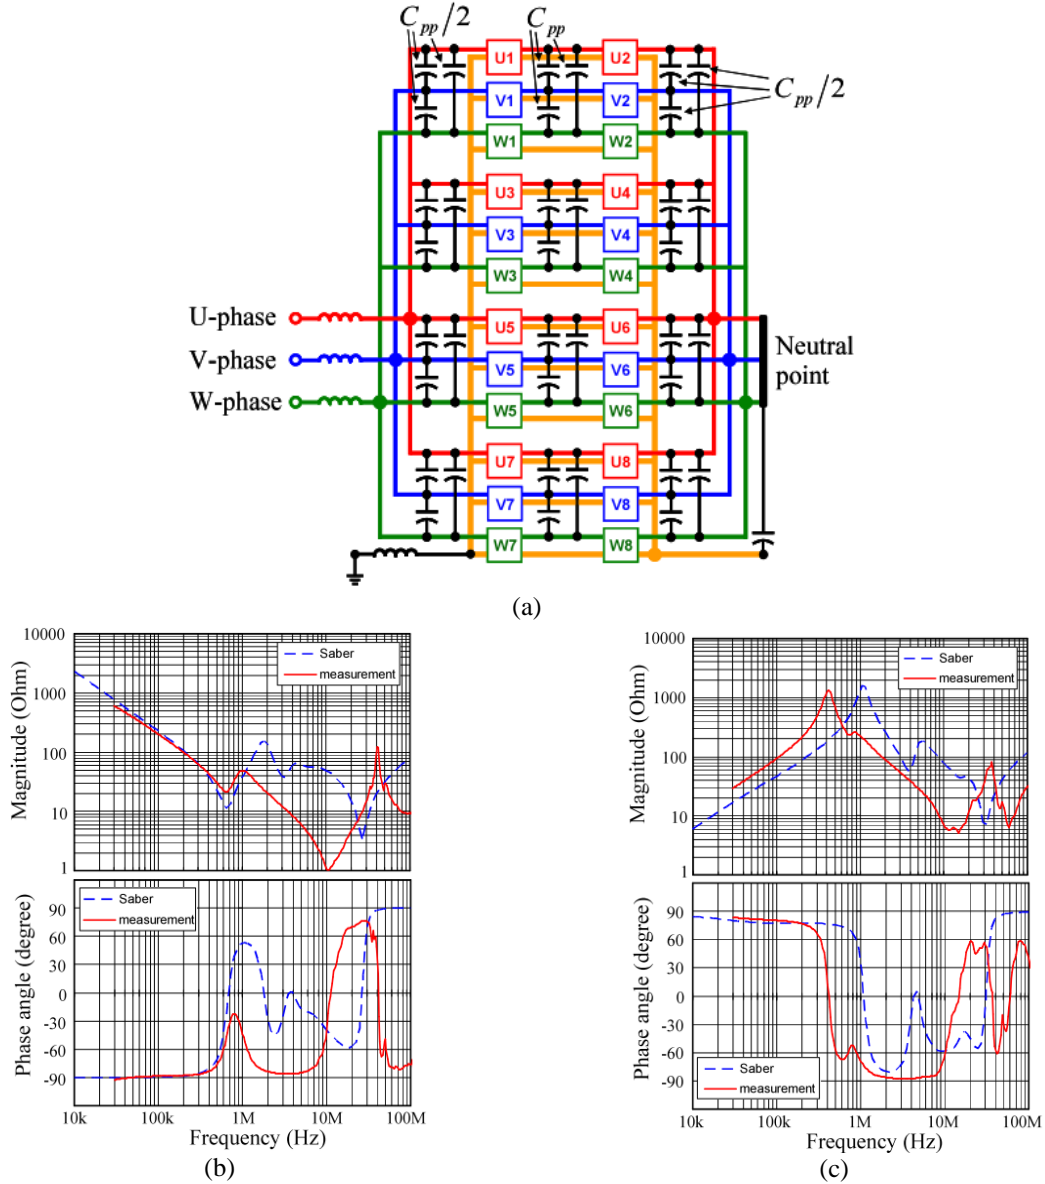 C_pp/2 C_pp
U1 U2
V1 V2
C_pp/2
W1 W2
U3 U4
V3 V4
W3 W4
U-phase
U5 U6
V-phase
V5 V6
Neutral
point
W-phase
W5 W6
U7 U8
V7 V8
W7 W8
(a)
Magnitude (Ohm)
10000
1000
100
10
1
Saber
measurement
Phase angle (degree)
90
60
30
0
-30
-60
-90
Saber
measurement
10k 100k 1M 10M 100M
Frequency (Hz)
(b)
Magnitude (Ohm)
10000
1000
100
10
1
Saber
measurement
Phase angle (degree)
90
60
30
0
-30
-60
-90
Saber
measurement
10k 100k 1M 10M 100M
Frequency (Hz)
(c)